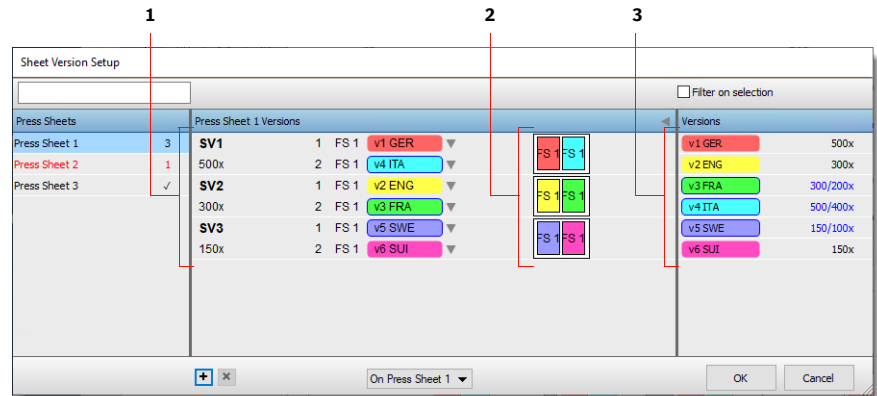 1 2 3
Sheet Version Setup
Filter on selection
Press Sheets Press Sheet 1 Versions Versions
Press Sheet 1 3 SV1 1 FS 1 v1 GER FS 1 FS 1 v1 GER 500x
Press Sheet 2 1 500x 2 FS 1 v4 ITA v2 ENG 300x
Press Sheet 3 ✓ SV2 1 FS 1 v2 ENG FS 1 FS 1 v3 FRA 300/200x
300x 2 FS 1 v3 FRA v4 ITA 500/400x
SV3 1 FS 1 v5 SWE FS 1 FS 1 v5 SWE 150/100x
150x 2 FS 1 v6 SUI v6 SUI 150x
On Press Sheet 1 OK Cancel